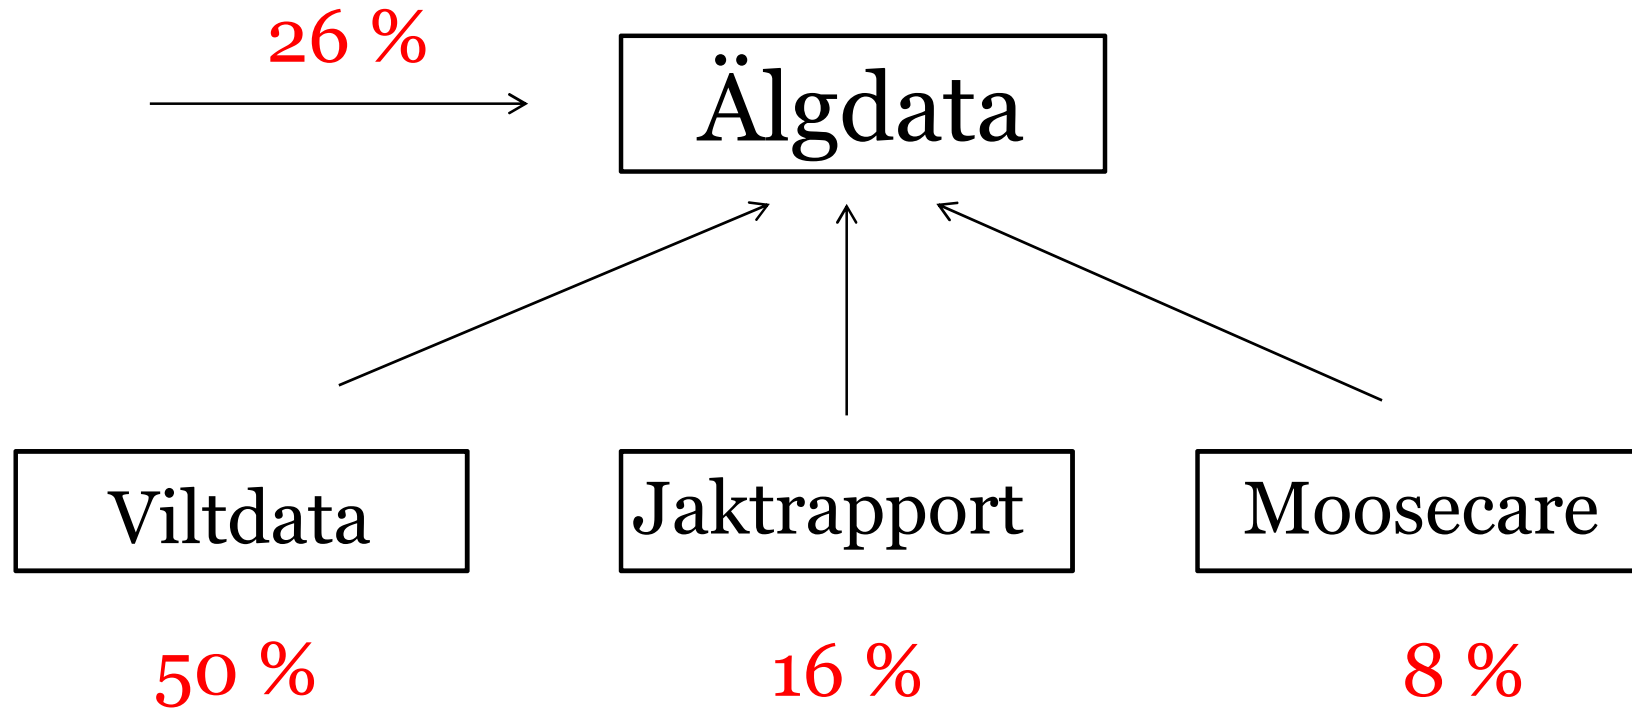 26 %
Älgdata
Viltdata
Jaktrapport
Moosecare
50 %
16 %
8 %